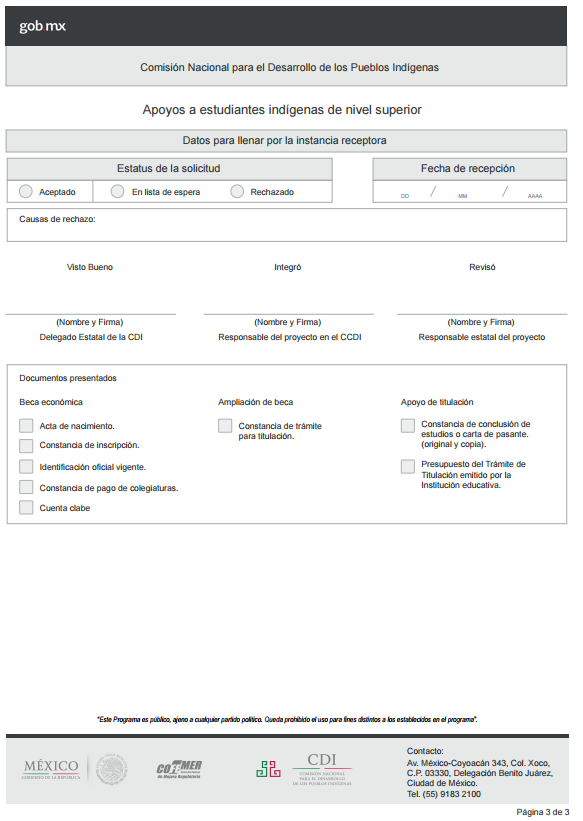 gob.mx
Comisión Nacional para el Desarrollo de los Pueblos Indígenas
Apoyos a estudiantes indígenas de nivel superior
Datos para llenar por la instancia receptora
Estatus de la solicitud
Fecha de recepción
Aceptado
En lista de espera
Rechazado
DD / MM / AAAA
Causas de rechazo:
Visto Bueno
Integró
Revisó
(Nombre y Firma)
(Nombre y Firma)
(Nombre y Firma)
Delegado Estatal de la CDI
Responsable del proyecto en el CCDI
Responsable estatal del proyecto
Documentos presentados
Beca económica
Acta de nacimiento.
Constancia de inscripción.
Identificación oficial vigente.
Constancia de pago de colegiaturas.
Cuenta clabe
Ampliación de beca
Constancia de trámite
para titulación.
Apoyo de titulación
Constancia de conclusión de
estudios o carta de pasante.
(original y copia).
Presupuesto del Trámite de
Titulación emitido por la
Institución educativa.
"Este Programa es público, ajeno a cualquier partido político. Queda prohibido el uso para fines distintos a los establecidos en el programa".
MÉXICO
GOBIERNO DE LA REPÚBLICA
COFEMER
CDI
COMISIÓN NACIONAL
PARA EL DESARROLLO
DE LOS PUEBLOS INDÍGENAS
Contacto:
Av. México-Coyoacán 343, Col. Xoco,
C.P. 03330, Delegación Benito Juárez,
Ciudad de México.
Tel. (55) 9183 2100
Página 3 de 3